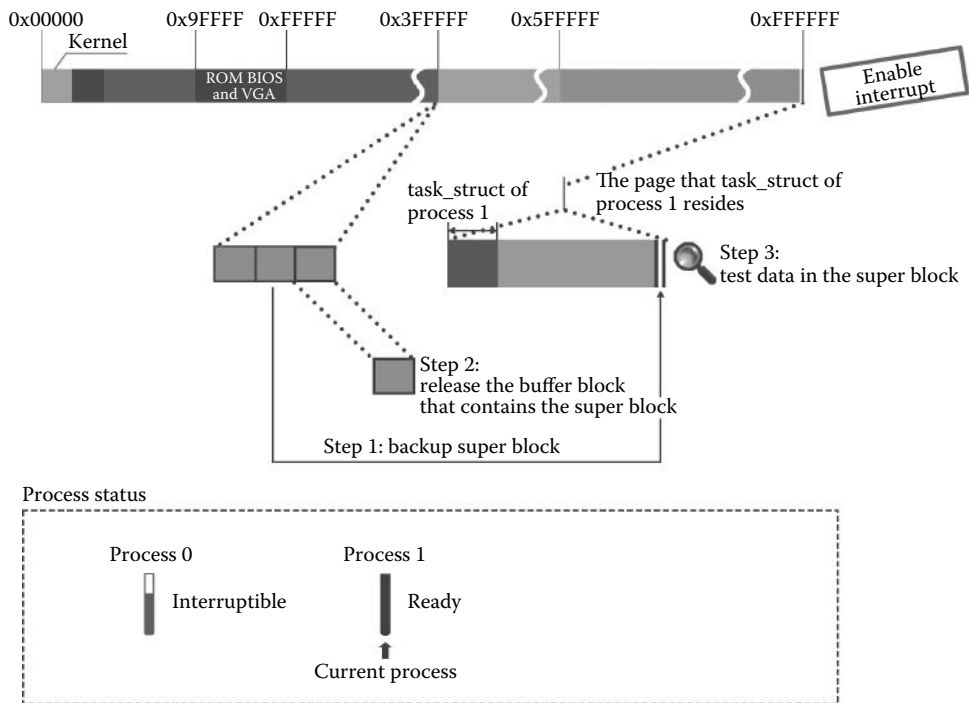 0x00000 0x9FFFF 0xFFFFF 0x3FFFFF 0x5FFFFF 0xFFFFFF
Kernel
ROM BIOS
and VGA
Enable
interrupt
task_struct of
process 1
The page that task_struct of
process 1 resides
Step 3:
test data in the super block
Step 2:
release the buffer block
that contains the super block
Step 1: backup super block
Process status
Process 0 Process 1
Interruptible Ready
Current process